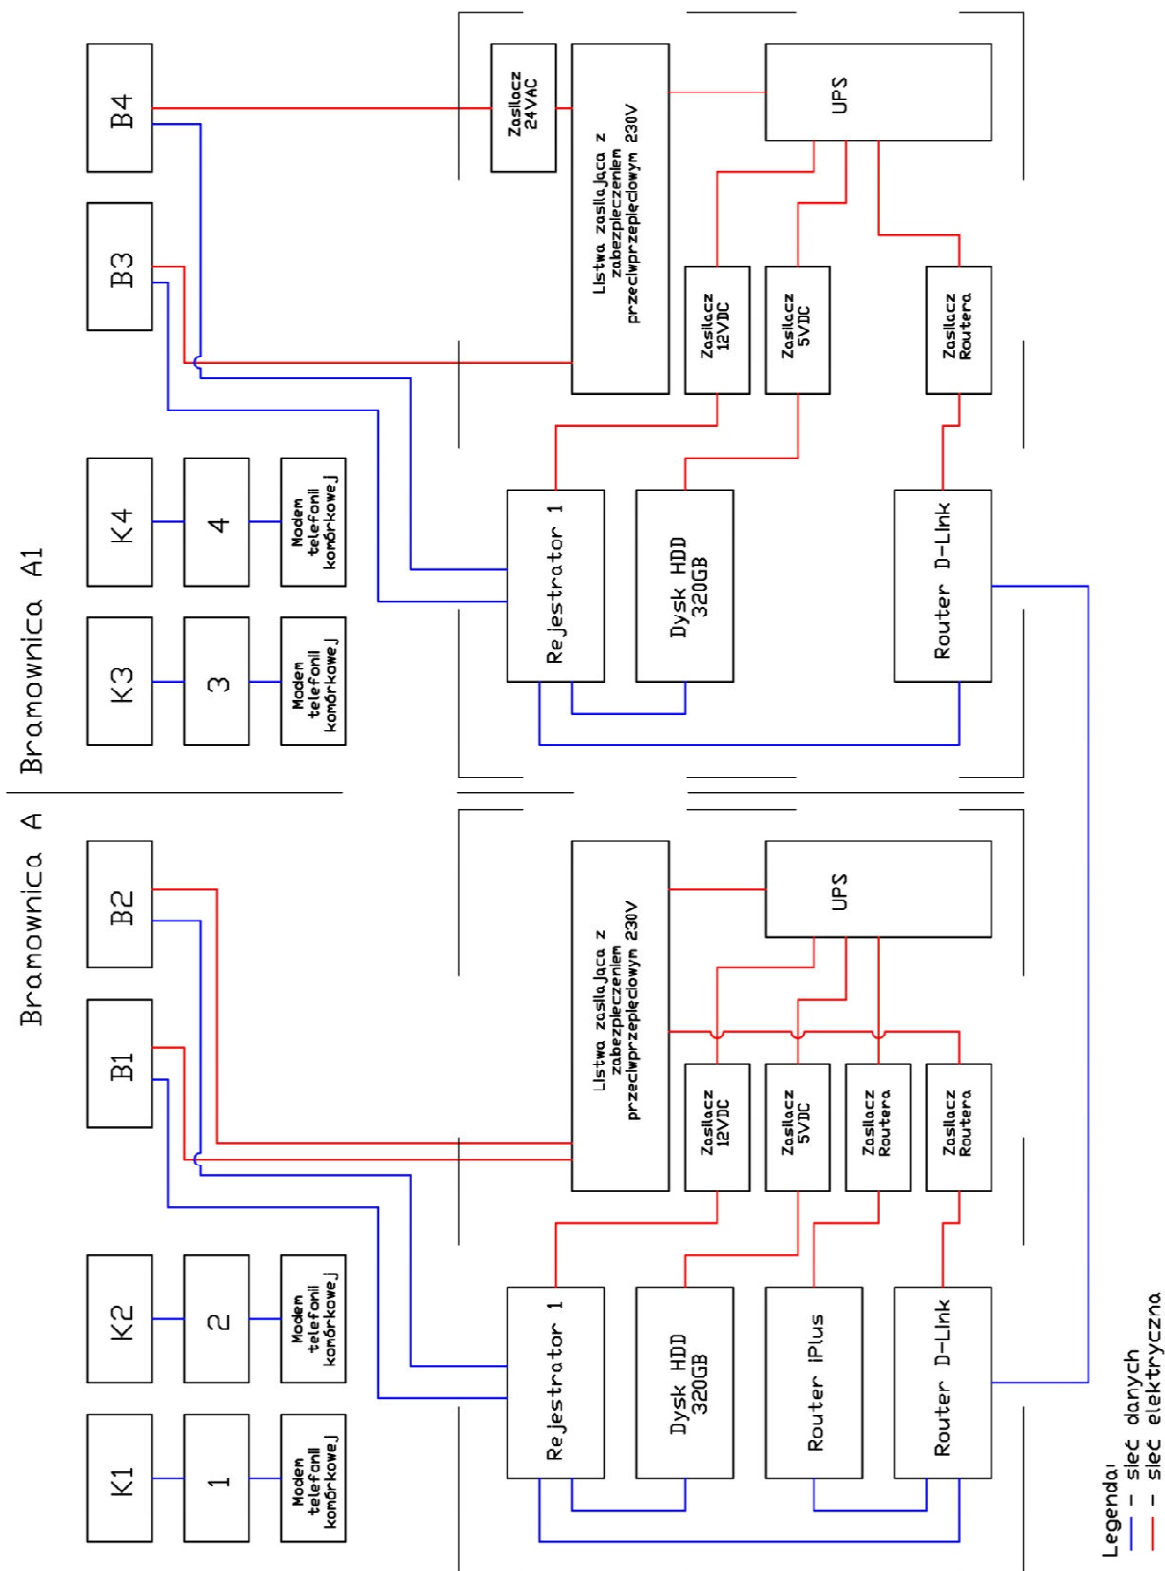 Bramownica A
Bramownica A1
K1
K2
B1
B2
K3
K4
B3
B4
1
2
3
4
Modem
telefonii
komórkowej
Modem
telefonii
komórkowej
Modem
telefonii
komórkowej
Modem
telefonii
komórkowej
Zasilacz
24VAC
Rejestrator 1
Listwa zasilająca z
zabezpieczeniem
przeciwprzepięciowym 230V
Rejestrator 1
Listwa zasilająca z
zabezpieczeniem
przeciwprzepięciowym 230V
Dysk HDD
320GB
Zasilacz
12VDC
Dysk HDD
320GB
Zasilacz
12VDC
Router iPlus
Zasilacz
5VDC
UPS
Zasilacz
5VDC
UPS
Zasilacz
Routera
Router D-Link
Zasilacz
Routera
Router D-Link
Zasilacz
Routera
Legenda:
- sieć danych
- sieć elektryczna